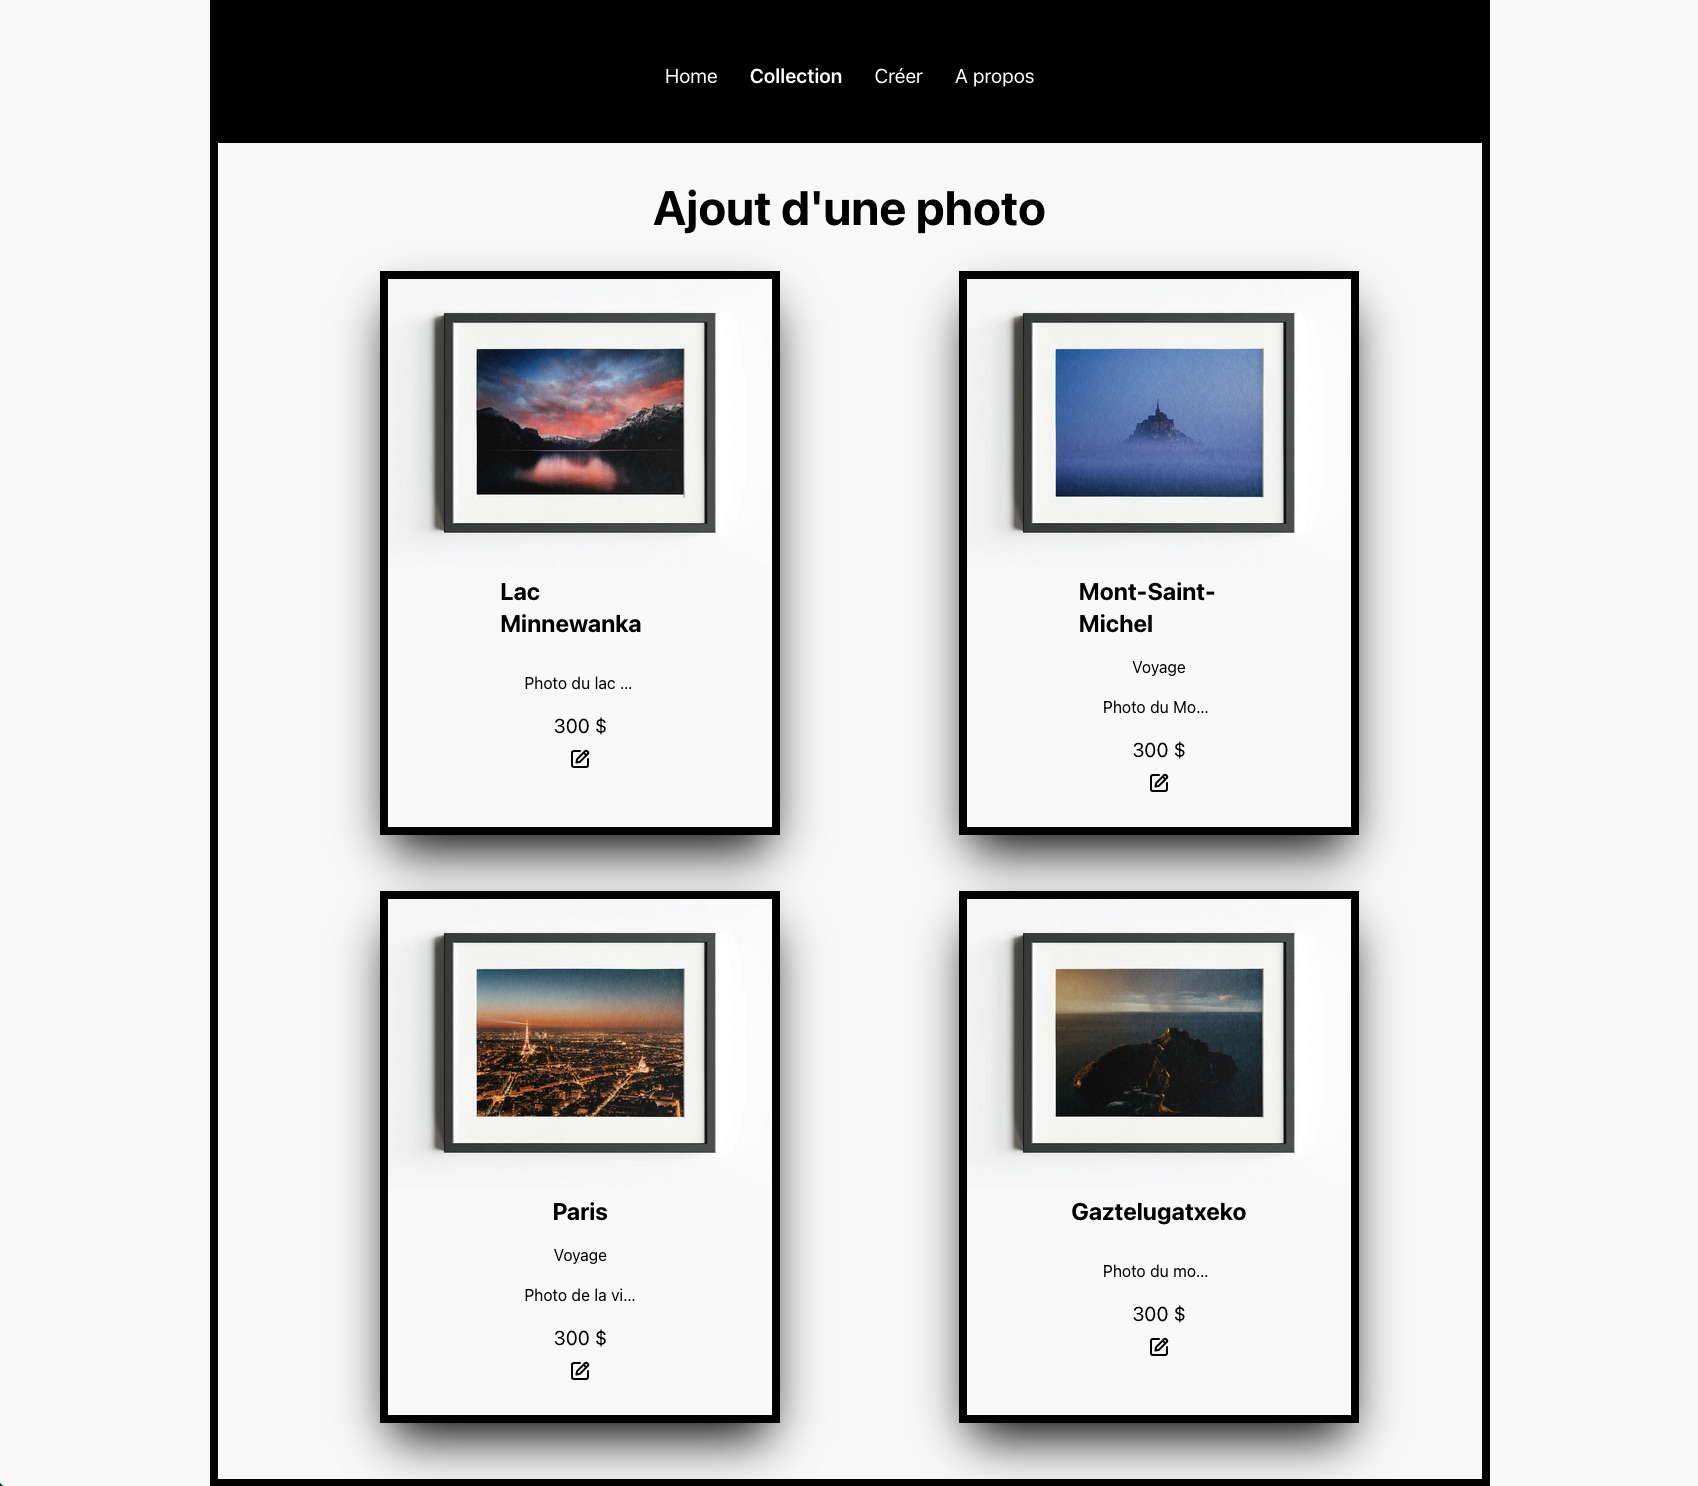 Home Collection Créer A propos
Ajout d'une photo
Lac
Minnewanka
Photo du lac ...
300 $
Mont-Saint-
Michel
Voyage
Photo du Mo...
300 $
Paris
Voyage
Photo de la vi...
300 $
Gaztelugatxeko
Photo du mo...
300 $